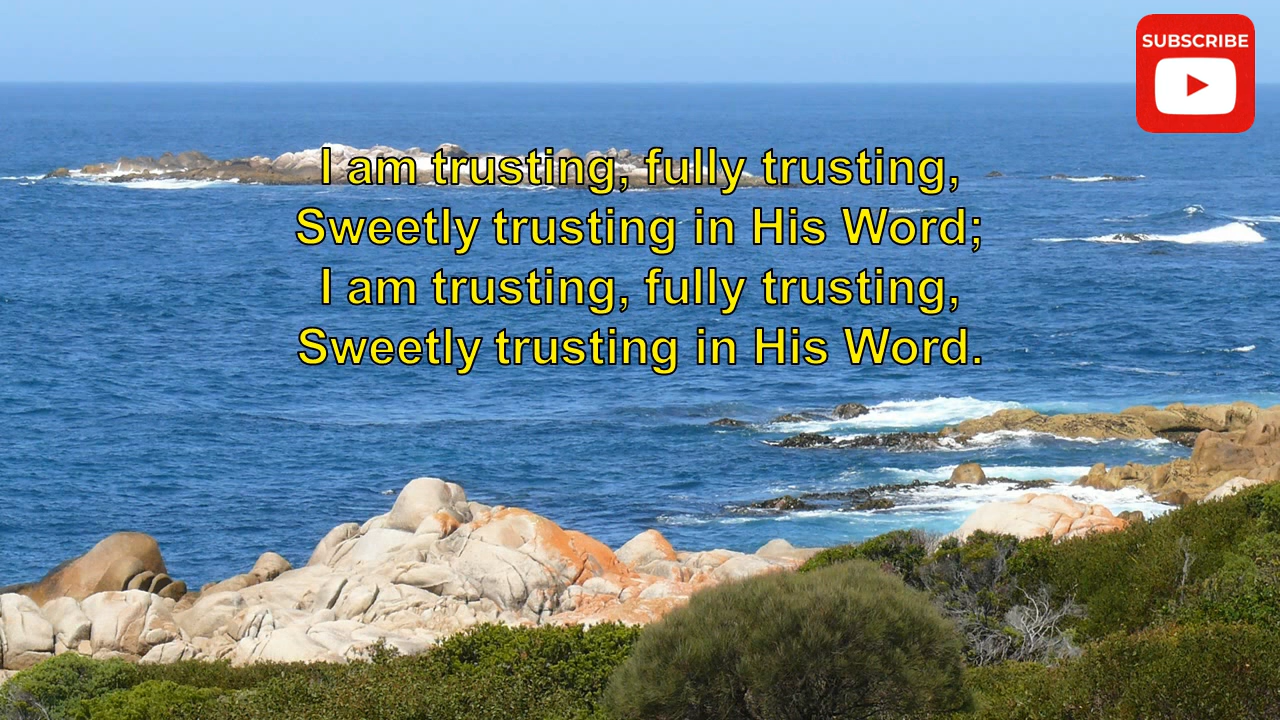 SUBSCRIBE
I am trusting, fully trusting,
Sweetly trusting in His Word;
I am trusting, fully trusting,
Sweetly trusting in His Word.